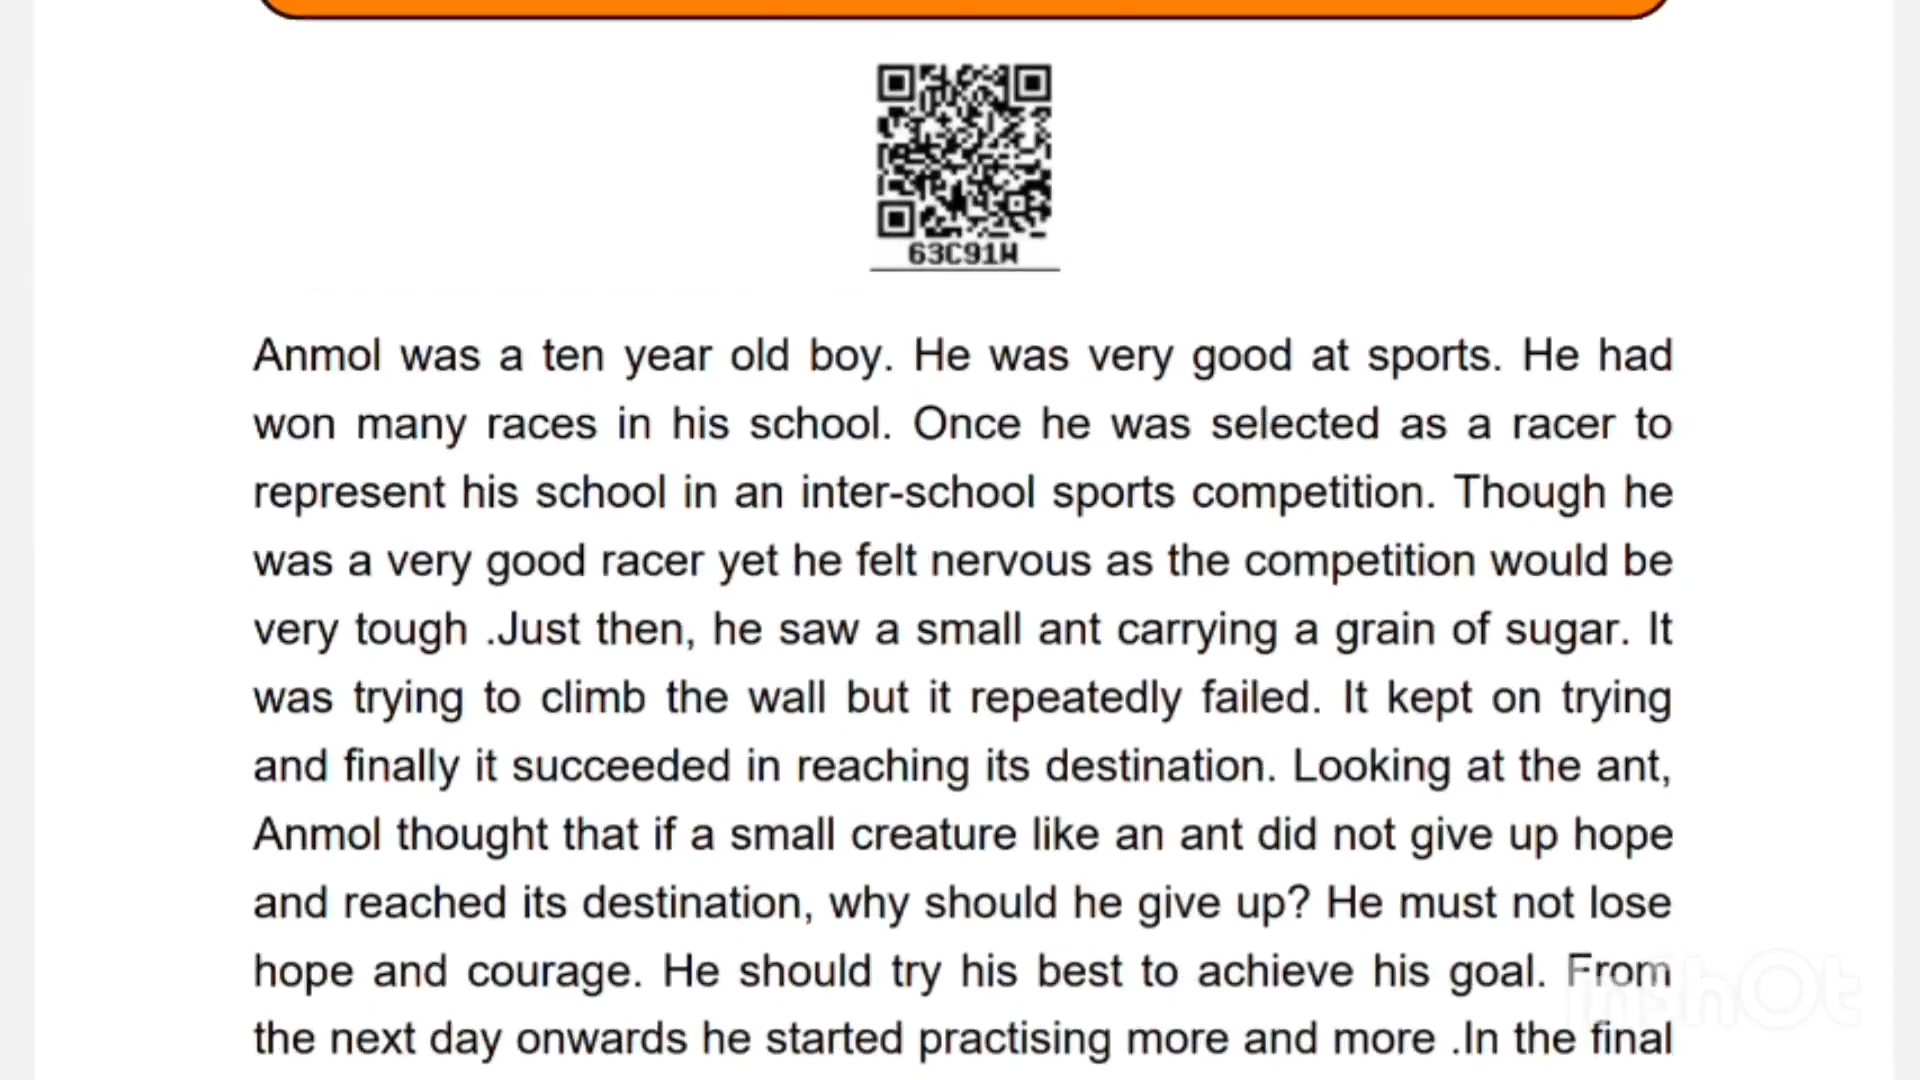 63C91W
Anmol was a ten year old boy. He was very good at sports. He had
won many races in his school. Once he was selected as a racer to
represent his school in an inter-school sports competition. Though he
was a very good racer yet he felt nervous as the competition would be
very tough .Just then, he saw a small ant carrying a grain of sugar. It
was trying to climb the wall but it repeatedly failed. It kept on trying
and finally it succeeded in reaching its destination. Looking at the ant,
Anmol thought that if a small creature like an ant did not give up hope
and reached its destination, why should he give up? He must not lose
hope and courage. He should try his best to achieve his goal. From
the next day onwards he started practising more and more .In the final
InShOt